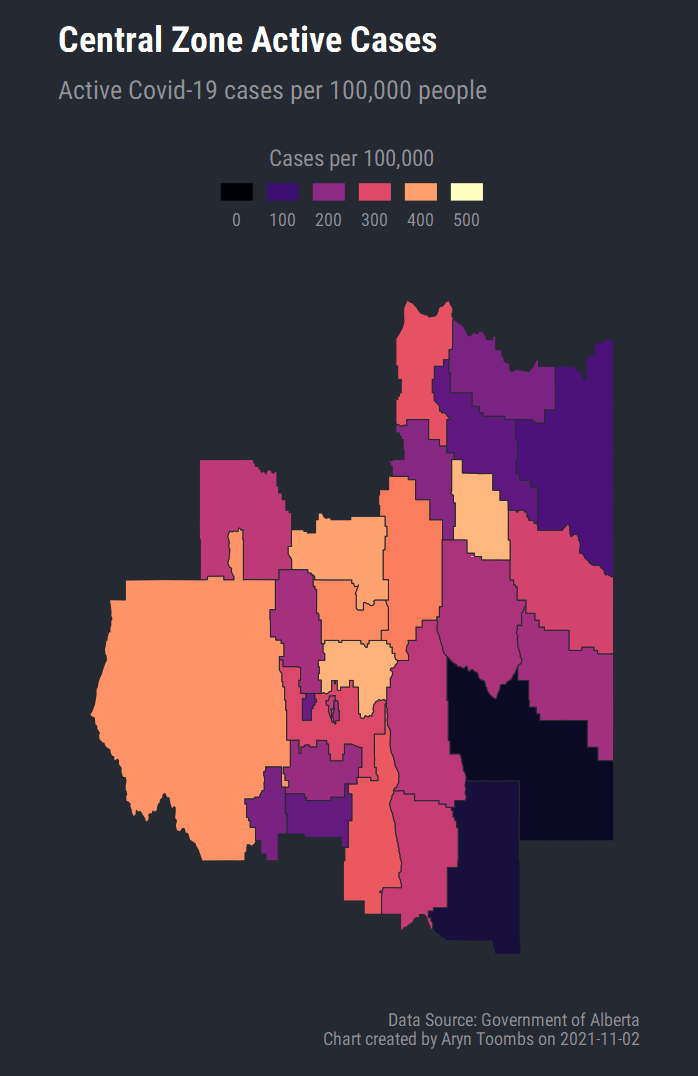 Central Zone Active Cases
Active Covid-19 cases per 100,000 people
Cases per 100,000
0 100 200 300 400 500
Data Source: Government of Alberta
Chart created by Aryn Toombs on 2021-11-02